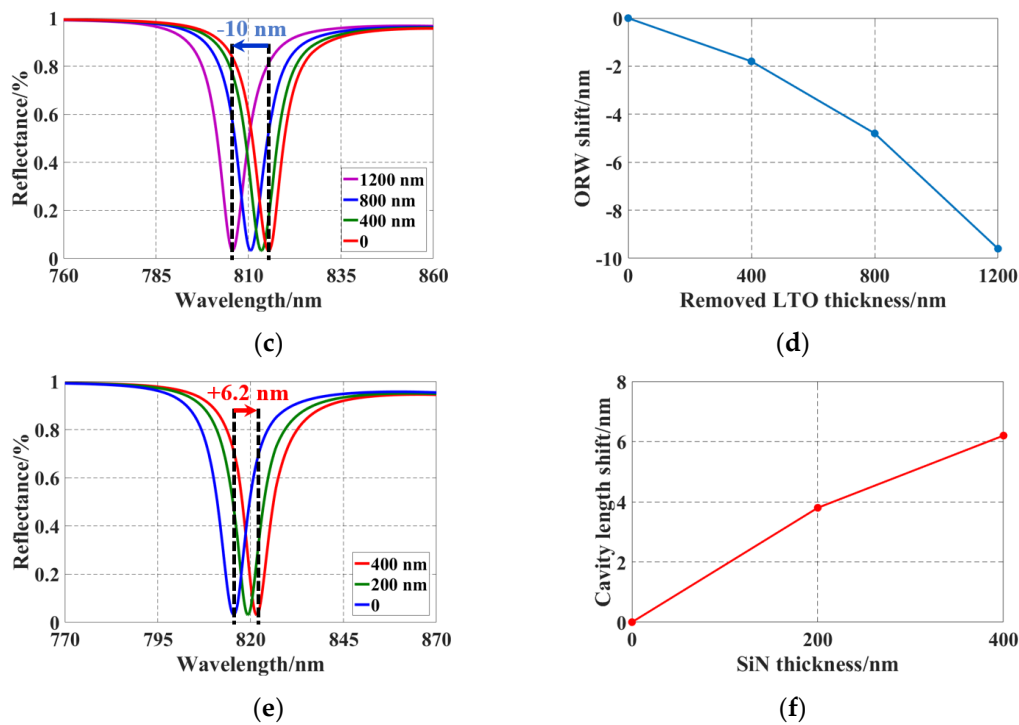 -10 nm
1
0.8
0.6
0.4
0.2
0
Reflectance/%
1200 nm
800 nm
400 nm
0
760
785
810
835
860
Wavelength/nm
(c)
0
-2
-4
-6
-8
-10
ORW shift/nm
0
400
800
1200
Removed LTO thickness/nm
(d)
+6.2 nm
1
0.8
0.6
0.4
0.2
0
Reflectance/%
400 nm
200 nm
0
770
795
820
845
870
Wavelength/nm
(e)
8
6
4
2
0
Cavity length shift/nm
0
200
400
SiN thickness/nm
(f)